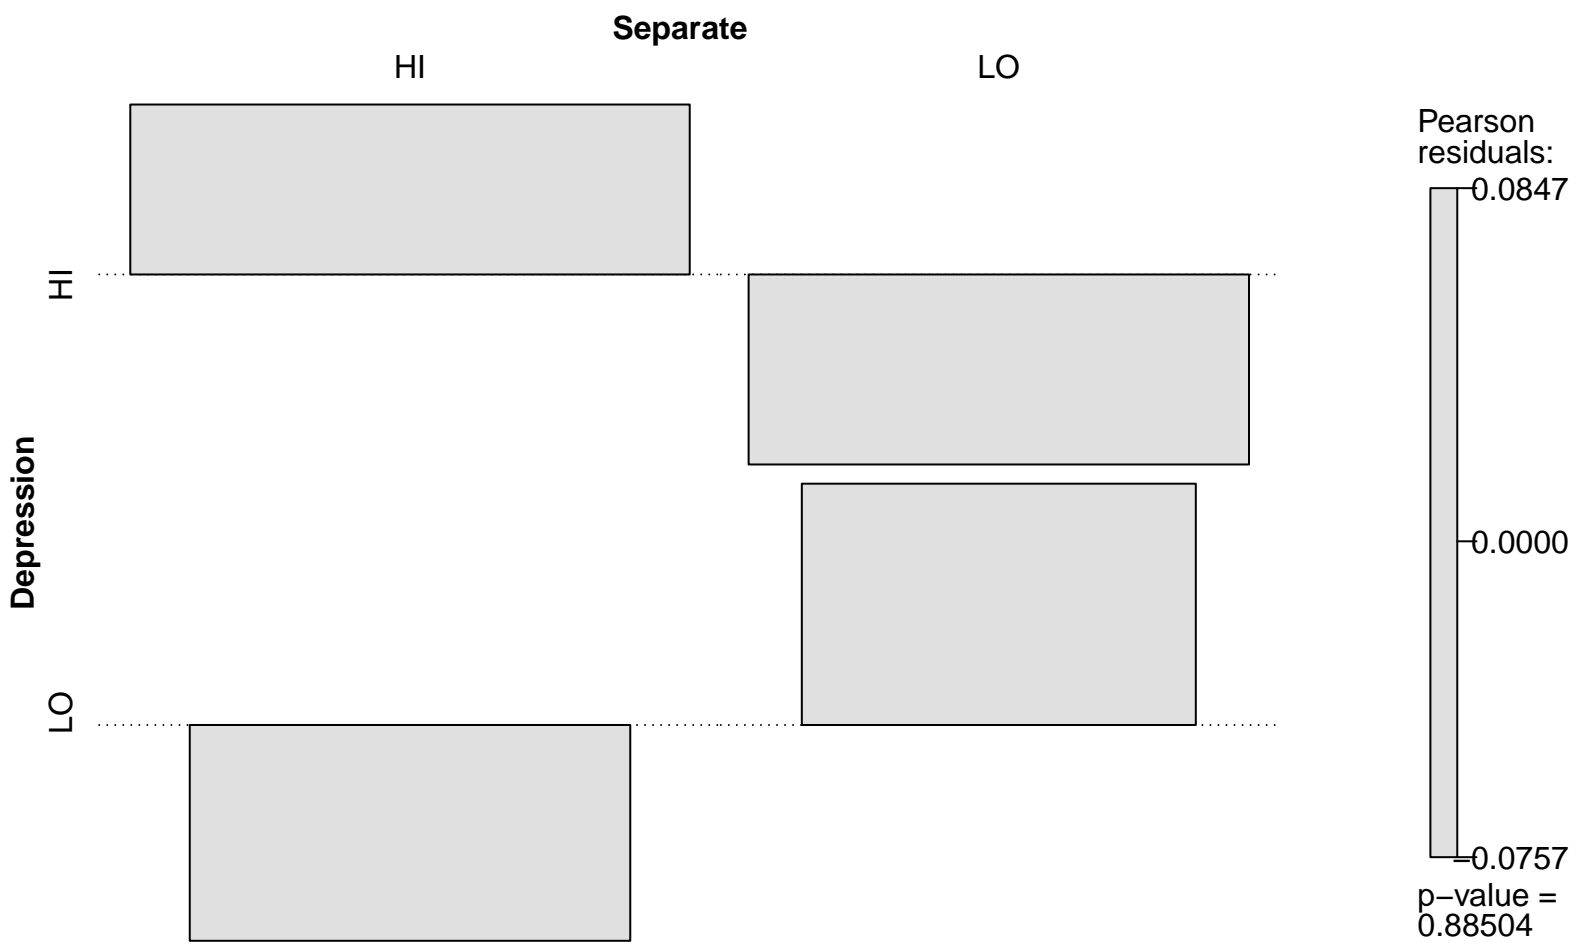 Separate
HI LO
Depression
HI
LO
Pearson
residuals:
0.0847
0.0000
−0.0757
p−value =
0.88504